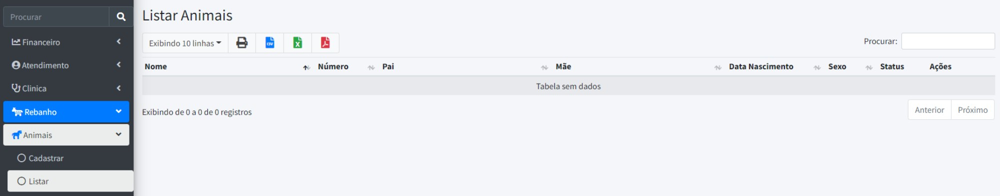 Procurar
Financeiro
Atendimento
Clinica
Rebanho
Animais
Cadastrar
Listar
Listar Animais
Exibindo 10 linhas
CSV
X
Procurar:
Nome Número Pai Mãe Data Nascimento Sexo Status Ações
Tabela sem dados
Exibindo de 0 a 0 de 0 registros
Anterior Próximo